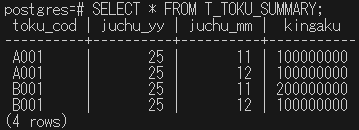 postgres=# SELECT * FROM T_TOKU_SUMMARY;
 toku_cod | juchu_yy | juchu_mm | kingaku
----------+----------+----------+-----------
 A001     |       25 |       11 | 100000000
 A001     |       25 |       12 | 100000000
 B001     |       25 |       11 | 200000000
 B001     |       25 |       12 | 100000000
(4 rows)